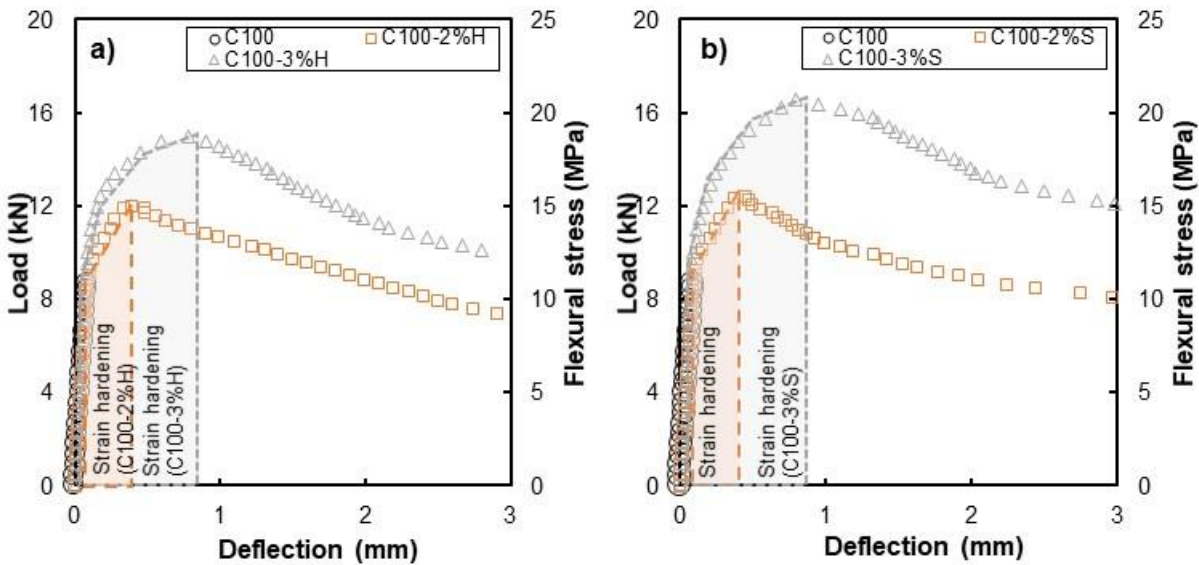 a)
C100
C100-2%H
C100-3%H
20
16
12
8
4
0
Load (kN)
25
20
15
10
5
0
Flexural stress (MPa)
Strain hardening
(C100-2%H)
Strain hardening
(C100-3%H)
0
1
2
3
Deflection (mm)
b)
C100
C100-2%S
C100-3%S
20
16
12
8
4
0
Load (kN)
25
20
15
10
5
0
Flexural stress (MPa)
Strain hardening
Strain hardening
(C100-3%S)
0
1
2
3
Deflection (mm)